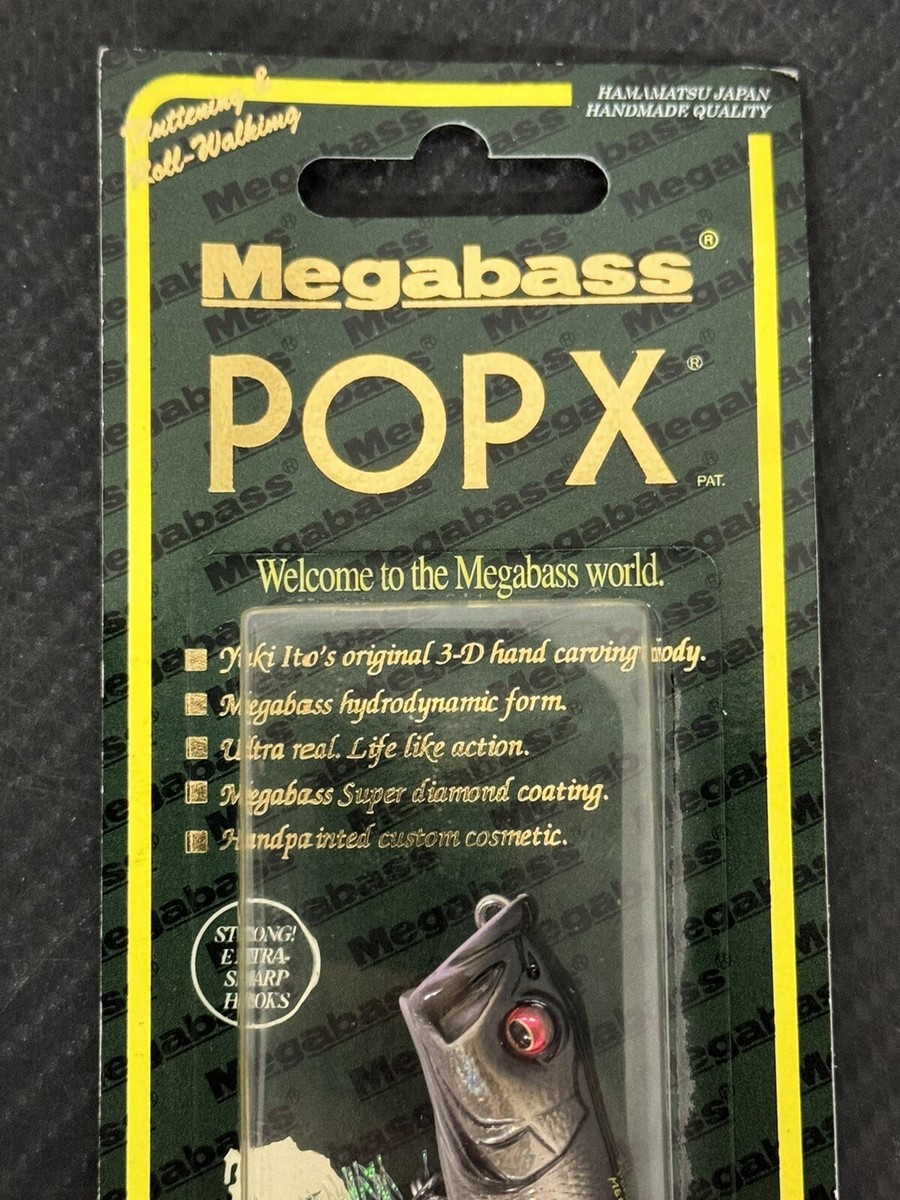 Fluttening &
Roll-Walking
HAMAMATSU JAPAN
HANDMADE QUALITY
Megabass®
POPX®
PAT.
Welcome to the Megabass world.
Yuki Ito's original 3-D hand carving body.
Megabass hydrodynamic form.
Ultra real. Life like action.
Megabass Super diamond coating.
Handpainted custom cosmetic.
STRONG!
EXTRA-
SHARP
HOOKS